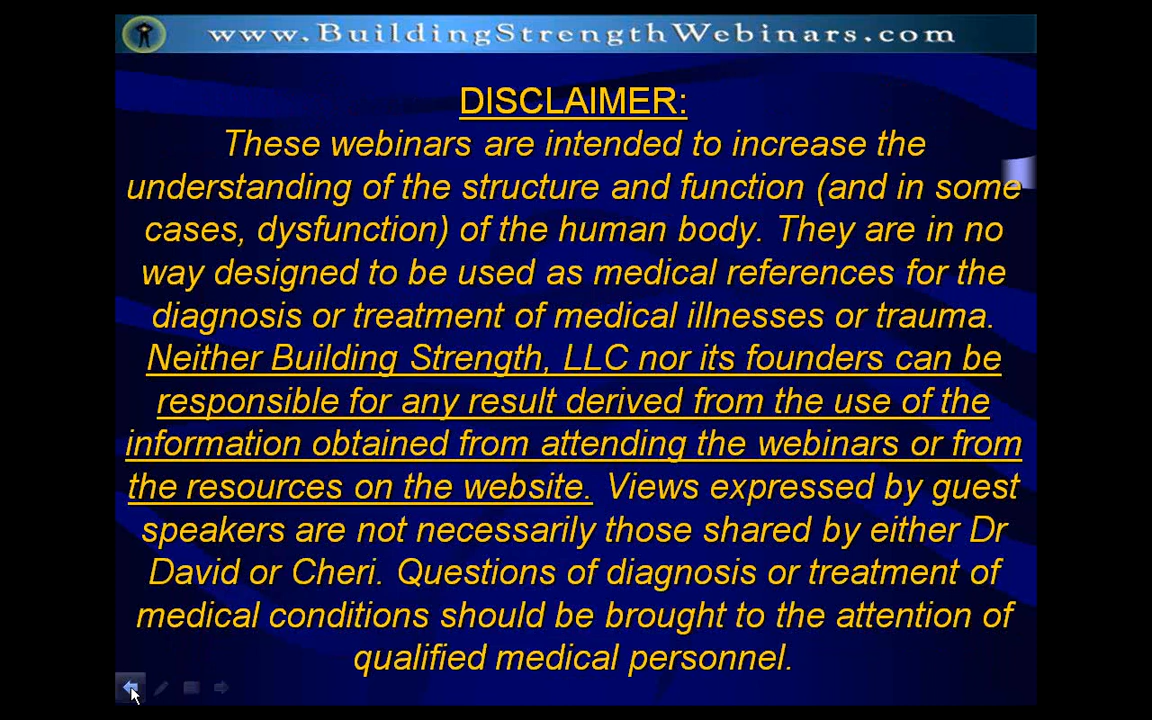 www.BuildingStrengthWebinars.com
DISCLAIMER:
These webinars are intended to increase the
understanding of the structure and function (and in some
cases, dysfunction) of the human body. They are in no
way designed to be used as medical references for the
diagnosis or treatment of medical illnesses or trauma.
Neither Building Strength, LLC nor its founders can be
responsible for any result derived from the use of the
information obtained from attending the webinars or from
the resources on the website. Views expressed by guest
speakers are not necessarily those shared by either Dr
David or Cheri. Questions of diagnosis or treatment of
medical conditions should be brought to the attention of
qualified medical personnel.